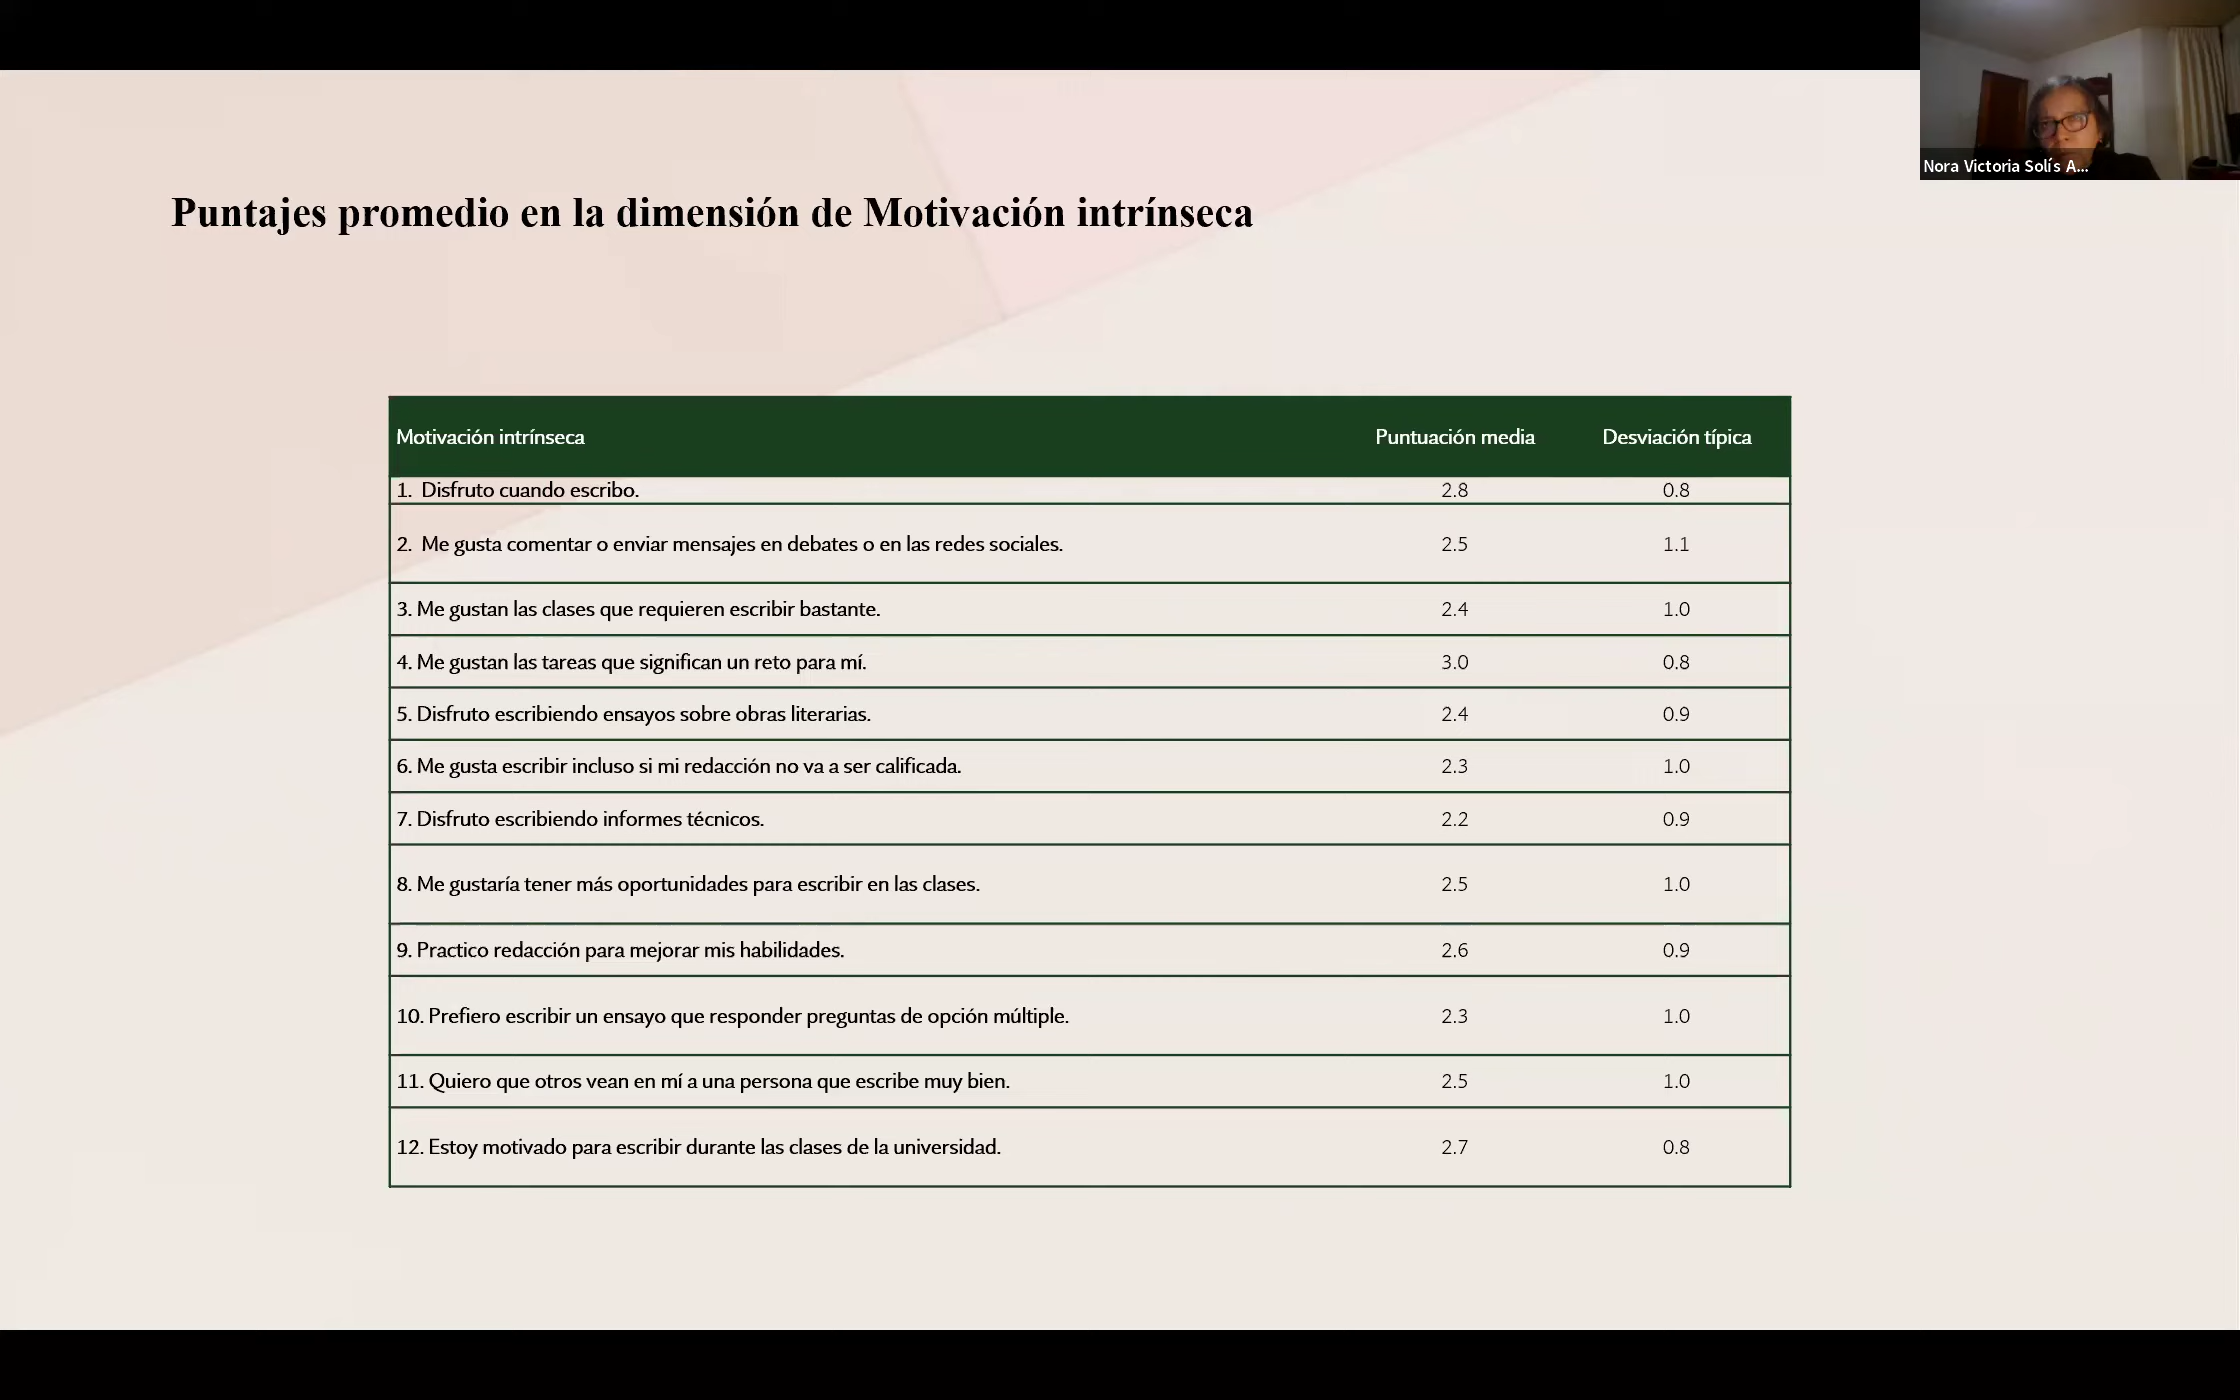 Nora Victoria Solís A...
Puntajes promedio en la dimensión de Motivación intrínseca
Motivación intrínseca Puntuación media Desviación típica
1. Disfruto cuando escribo. 2.8 0.8
2. Me gusta comentar o enviar mensajes en debates o en las redes sociales. 2.5 1.1
3. Me gustan las clases que requieren escribir bastante. 2.4 1.0
4. Me gustan las tareas que significan un reto para mí. 3.0 0.8
5. Disfruto escribiendo ensayos sobre obras literarias. 2.4 0.9
6. Me gusta escribir incluso si mi redacción no va a ser calificada. 2.3 1.0
7. Disfruto escribiendo informes técnicos. 2.2 0.9
8. Me gustaría tener más oportunidades para escribir en las clases. 2.5 1.0
9. Practico redacción para mejorar mis habilidades. 2.6 0.9
10. Prefiero escribir un ensayo que responder preguntas de opción múltiple. 2.3 1.0
11. Quiero que otros vean en mí a una persona que escribe muy bien. 2.5 1.0
12. Estoy motivado para escribir durante las clases de la universidad. 2.7 0.8